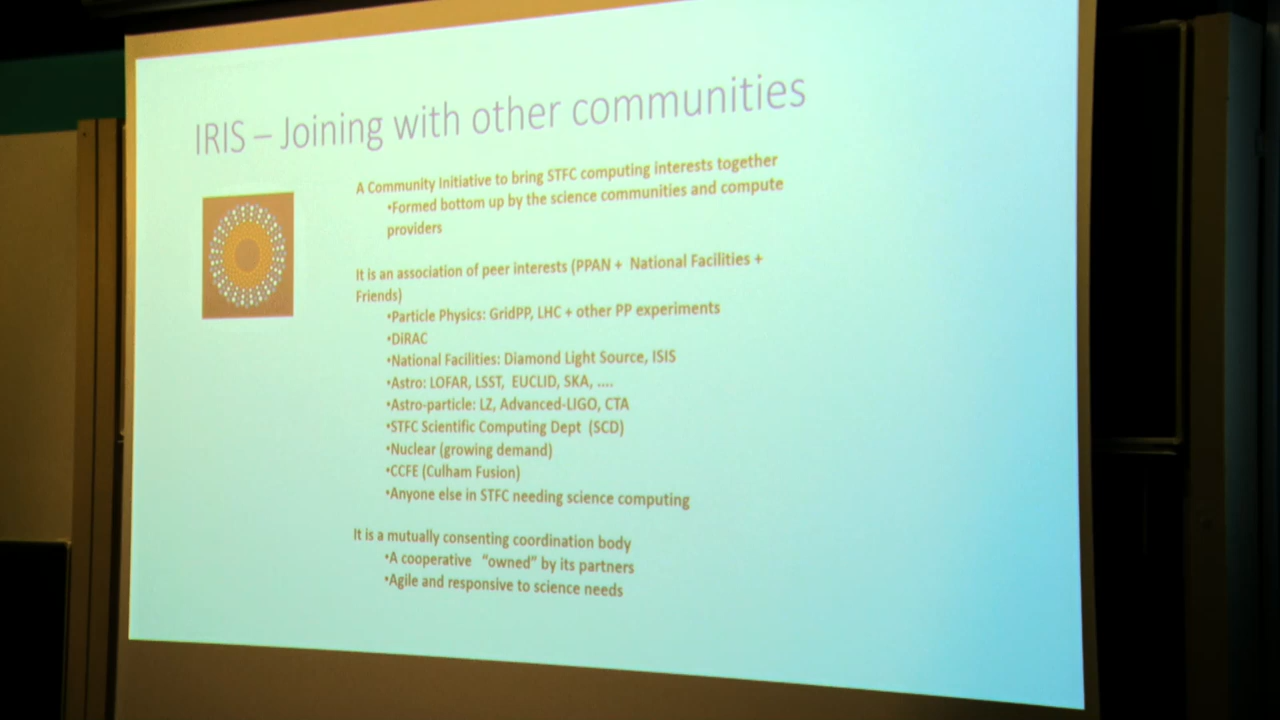 IRIS – Joining with other communities
A Community Initiative to bring STFC computing interests together
•Formed bottom up by the science communities and compute
providers
It is an association of peer interests (PPAN + National Facilities +
Friends)
•Particle Physics: GridPP, LHC + other PP experiments
•DiRAC
•National Facilities: Diamond Light Source, ISIS
•Astro: LOFAR, LSST, EUCLID, SKA, ....
•Astro-particle: LZ, Advanced-LIGO, CTA
•STFC Scientific Computing Dept (SCD)
•Nuclear (growing demand)
•CCFE (Culham Fusion)
•Anyone else in STFC needing science computing
It is a mutually consenting coordination body
•A cooperative “owned” by its partners
•Agile and responsive to science needs